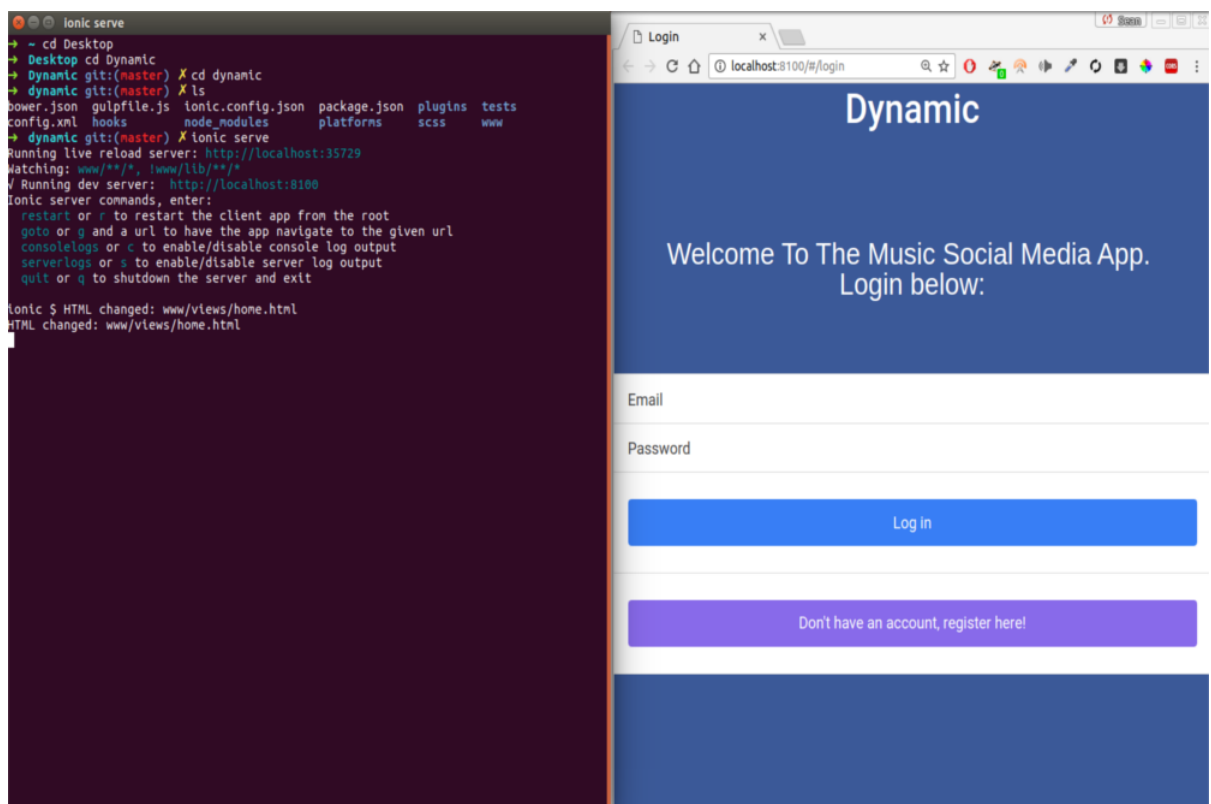 ionic serve
→ ~ cd Desktop
→ Desktop cd Dynamic
→ Dynamic git:(master) ✗ cd dynamic
→ dynamic git:(master) ✗ ls
bower.json gulpfile.js ionic.config.json package.json plugins tests
config.xml hooks node_modules platforms scss www
→ dynamic git:(master) ✗ ionic serve
Running live reload server: http://localhost:35729
Watching: www/**/*, !www/lib/**/*
√ Running dev server: http://localhost:8100
Ionic server commands, enter:
restart or r to restart the client app from the root
goto or g and a url to have the app navigate to the given url
consolelogs or c to enable/disable console log output
serverlogs or s to enable/disable server log output
quit or q to shutdown the server and exit
ionic $ HTML changed: www/views/home.html
HTML changed: www/views/home.html
Sean
Login
localhost:8100/#/login
Dynamic
Welcome To The Music Social Media App.
Login below:
Email
Password
Log in
Don't have an account, register here!